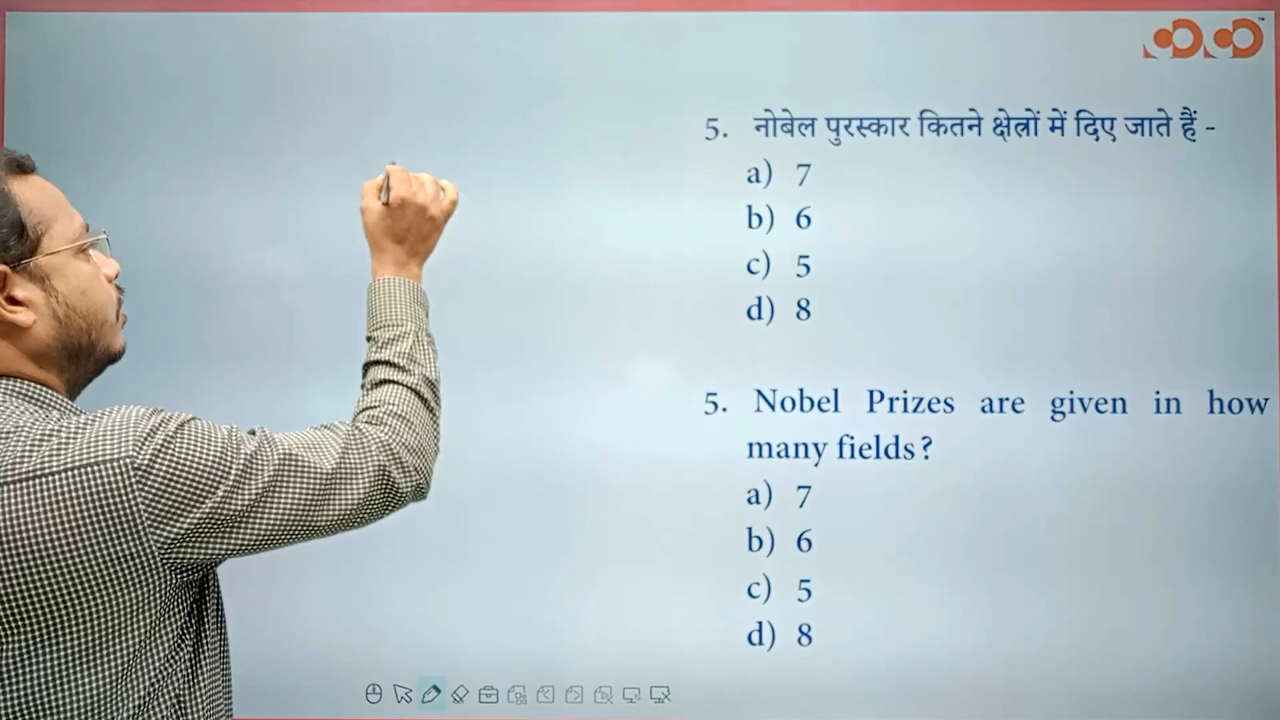 5. नोबेल पुरस्कार कितने क्षेत्रों में दिए जाते हैं -
a) 7
b) 6
c) 5
d) 8
5. Nobel Prizes are given in how
many fields?
a) 7
b) 6
c) 5
d) 8